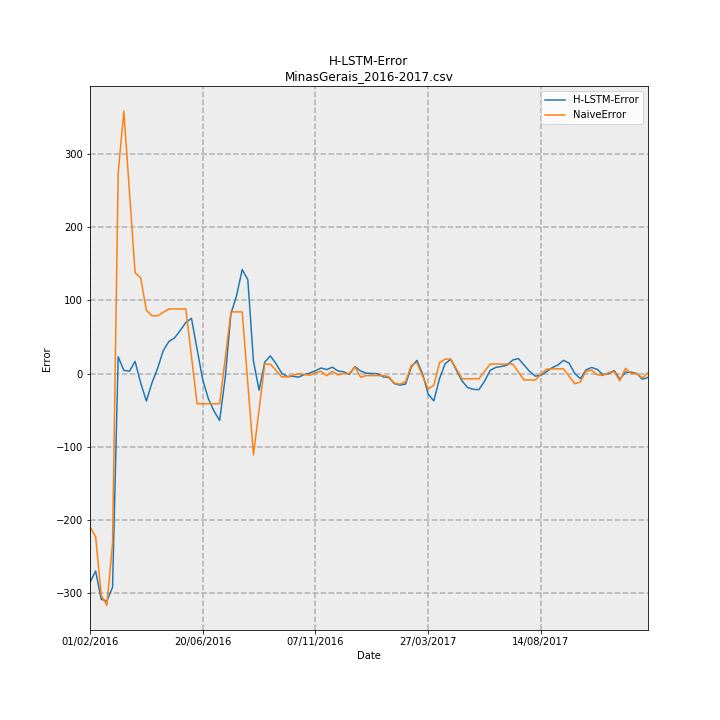 H-LSTM-Error
MinasGerais_2016-2017.csv
H-LSTM-Error
NaiveError
300
200
100
0
−100
−200
−300
Error
01/02/2016 20/06/2016 07/11/2016 27/03/2017 14/08/2017
Date